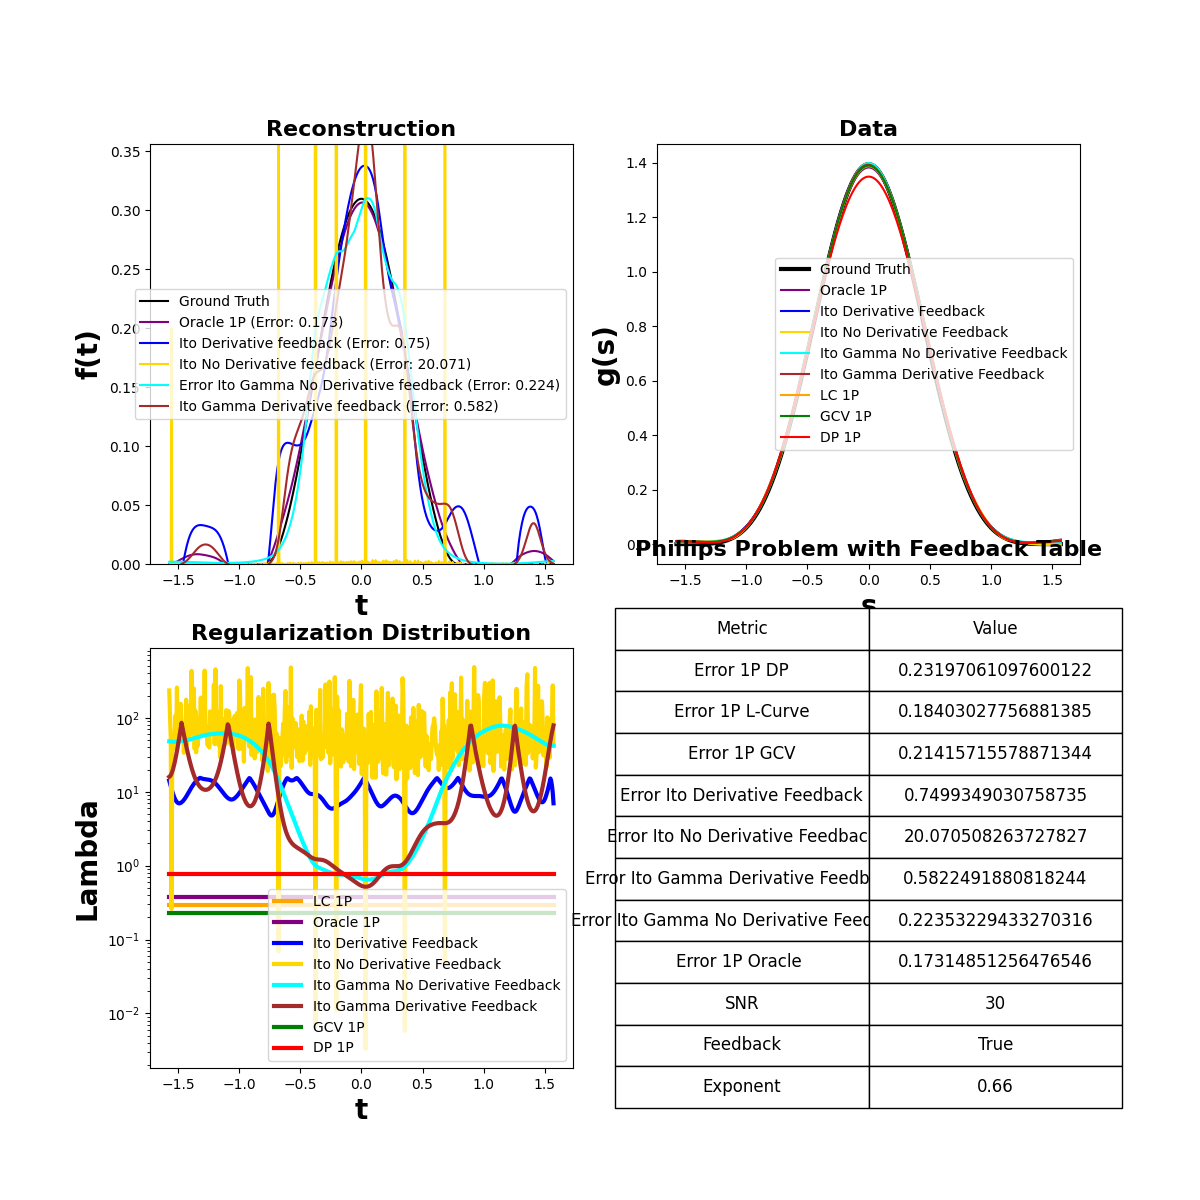 Reconstruction
0.35
0.30
0.25
0.20
0.15
0.10
0.05
0.00
f(t)
Ground Truth
Oracle 1P (Error: 0.173)
Ito Derivative feedback (Error: 0.75)
Ito No Derivative feedback (Error: 20.071)
Error Ito Gamma No Derivative feedback (Error: 0.224)
Ito Gamma Derivative feedback (Error: 0.582)
−1.5 −1.0 −0.5 0.0 0.5 1.0 1.5
t
Data
1.4
1.2
1.0
0.8
0.6
0.4
0.2
g(s)
Ground Truth
Oracle 1P
Ito Derivative Feedback
Ito No Derivative Feedback
Ito Gamma No Derivative Feedback
Ito Gamma Derivative Feedback
LC 1P
GCV 1P
DP 1P
−1.5 −1.0 −0.5 0.0 0.5 1.0 1.5
s
Regularization Distribution
10²
10¹
10⁰
10⁻¹
10⁻²
Lambda
LC 1P
Oracle 1P
Ito Derivative Feedback
Ito No Derivative Feedback
Ito Gamma No Derivative Feedback
Ito Gamma Derivative Feedback
GCV 1P
DP 1P
−1.5 −1.0 −0.5 0.0 0.5 1.0 1.5
t
Phillips Problem with Feedback Table
Metric Value
Error 1P DP 0.23197061097600122
Error 1P L-Curve 0.18403027756881385
Error 1P GCV 0.21415715578871344
Error Ito Derivative Feedback 0.7499349030758735
Error Ito No Derivative Feedbac 20.070508263727827
Error Ito Gamma Derivative Feedb 0.5822491880818244
Error Ito Gamma No Derivative Feed 0.22353229433270316
Error 1P Oracle 0.17314851256476546
SNR 30
Feedback True
Exponent 0.66